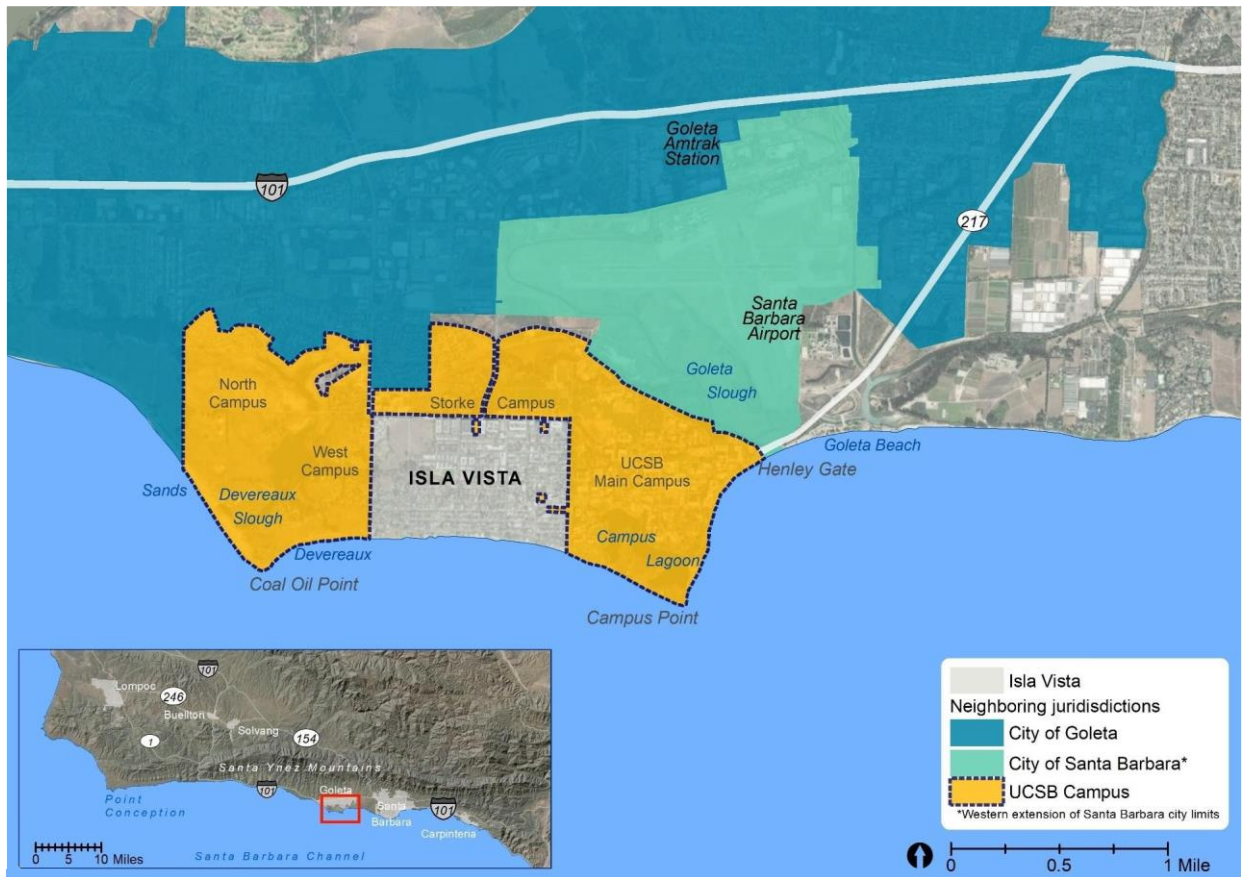 Goleta
Amtrak
Station
101
217
Santa
Barbara
Airport
Goleta
Slough
North
Campus
Storke
Campus
West
Campus
ISLA VISTA
UCSB
Main Campus
Goleta Beach
Henley Gate
Sands
Devereaux
Slough
Devereaux
Campus
Lagoon
Coal Oil Point
Campus Point
101
Lompoc
246
Buellton
Solvang
1
154
Santa Ynez Mountains
101
Goleta
Point
Conception
Santa
Barbara
101
Carpinteria
0 5 10 Miles
Santa Barbara Channel
Isla Vista
Neighboring juridisdictions
City of Goleta
City of Santa Barbara*
UCSB Campus
*Western extension of Santa Barbara city limits
0 0.5 1 Mile